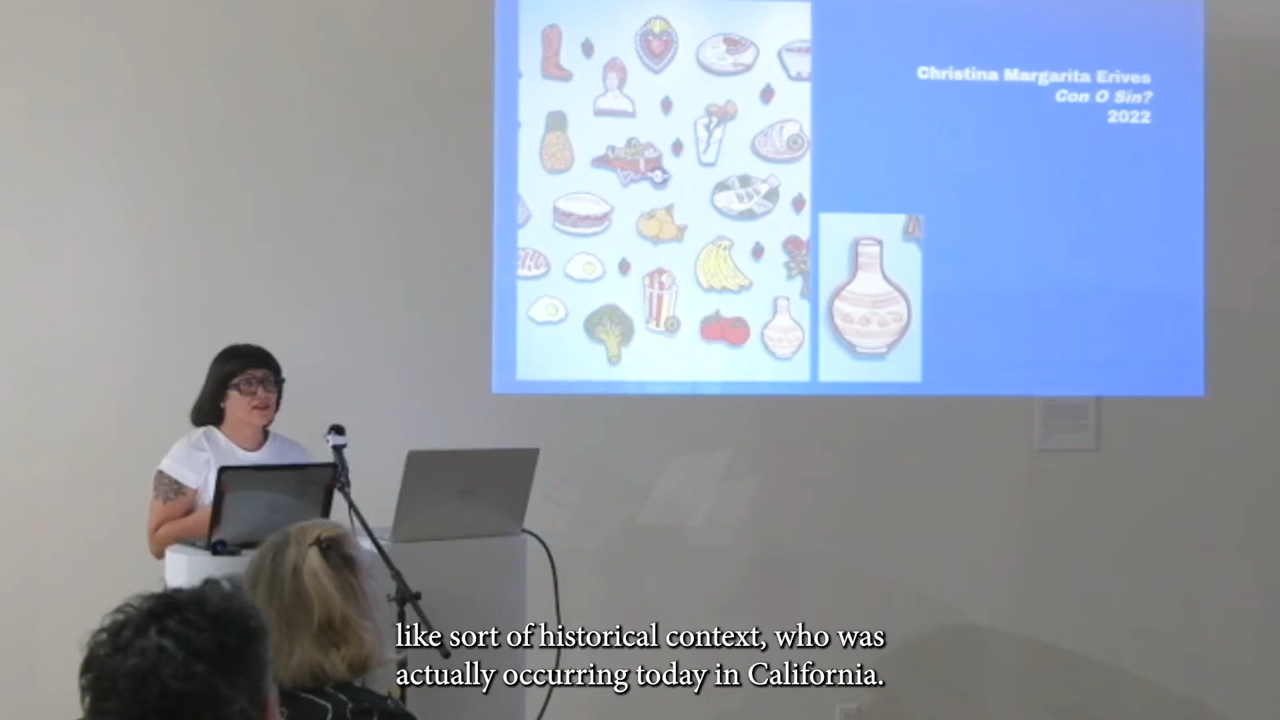 Christina Margarita Erives
Con O Sin?
2022
like sort of historical context, who was
actually occurring today in California.